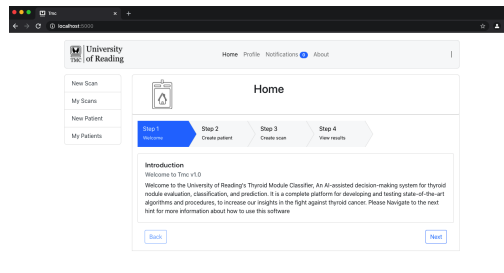 Tmc
localhost:5000
University
of Reading
TMC
Home Profile Notifications 0 About
New Scan
My Scans
New Patient
My Patients
Home
Step 1
Welcome
Step 2
Create patient
Step 3
Create scan
Step 4
View results
Introduction
Welcome to Tmc v1.0
Welcome to the University of Reading's Thyroid Module Classifier, An AI-assisted decision-making system for thyroid
nodule evaluation, classification, and prediction. It is a complete platform for developing and testing state-of-the-art
algorithms and procedures, to increase our insights in the fight against thyroid cancer. Please Navigate to the next
hint for more information about how to use this software
Back
Next